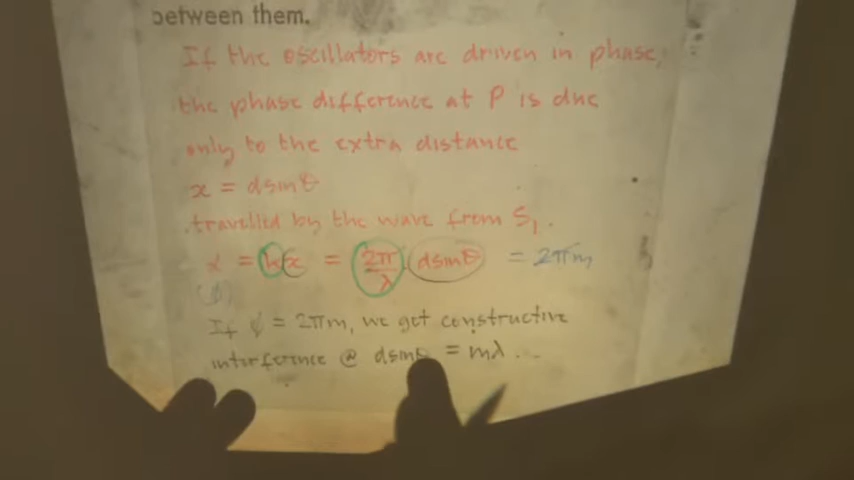 between them.
If the oscillators are driven in phase,
the phase difference at P is due
only to the extra distance
x = dsinθ
travelled by the wave from S₁.
= kx = 2π/λ dsinθ = 2πm
(φ)
If φ = 2πm, we get constructive
interference @ dsinθ = mλ ...